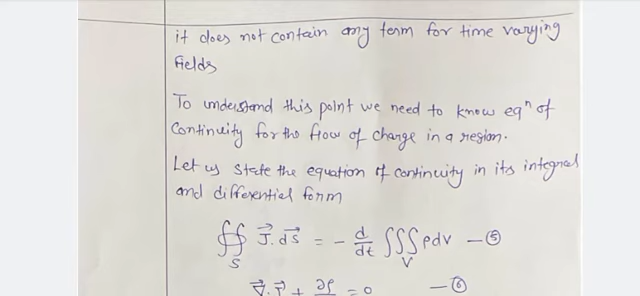 it does not contain any term for time varying
fields
To understand this point we need to know eqⁿ of
continuity for the flow of charge in a region.
Let us state the equation of continuity in its integral
and differential form
∯_S J⃗.ds⃗ = - d/dt ∭_V ρdv —⑤
∇⃗.J⃗ + ∂ρ = 0 —⑥